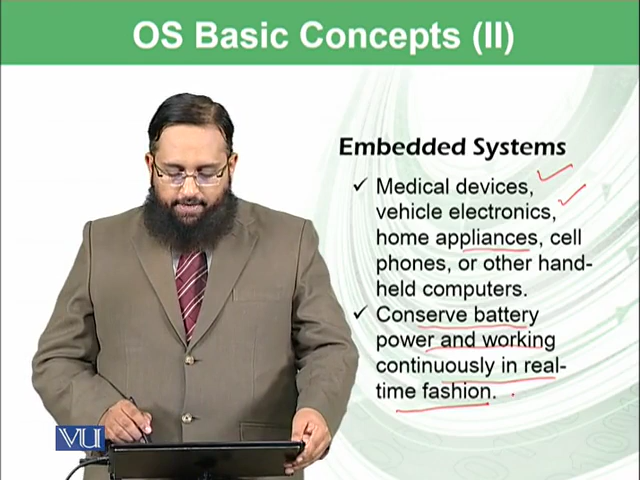 OS Basic Concepts (II)
Embedded Systems
✓ Medical devices,
vehicle electronics,
home appliances, cell
phones, or other hand-
held computers.
✓ Conserve battery
power and working
continuously in real-
time fashion.
VU